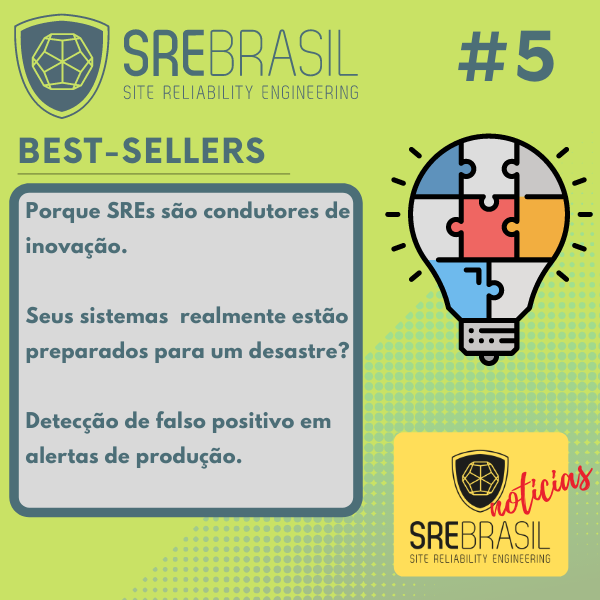 SREBRASIL
SITE RELIABILITY ENGINEERING
#5
BEST-SELLERS
Porque SREs são condutores de
inovação.
Seus sistemas realmente estão
preparados para um desastre?
Detecção de falso positivo em
alertas de produção.
notícias
SREBRASIL
SITE RELIABILITY ENGINEERING